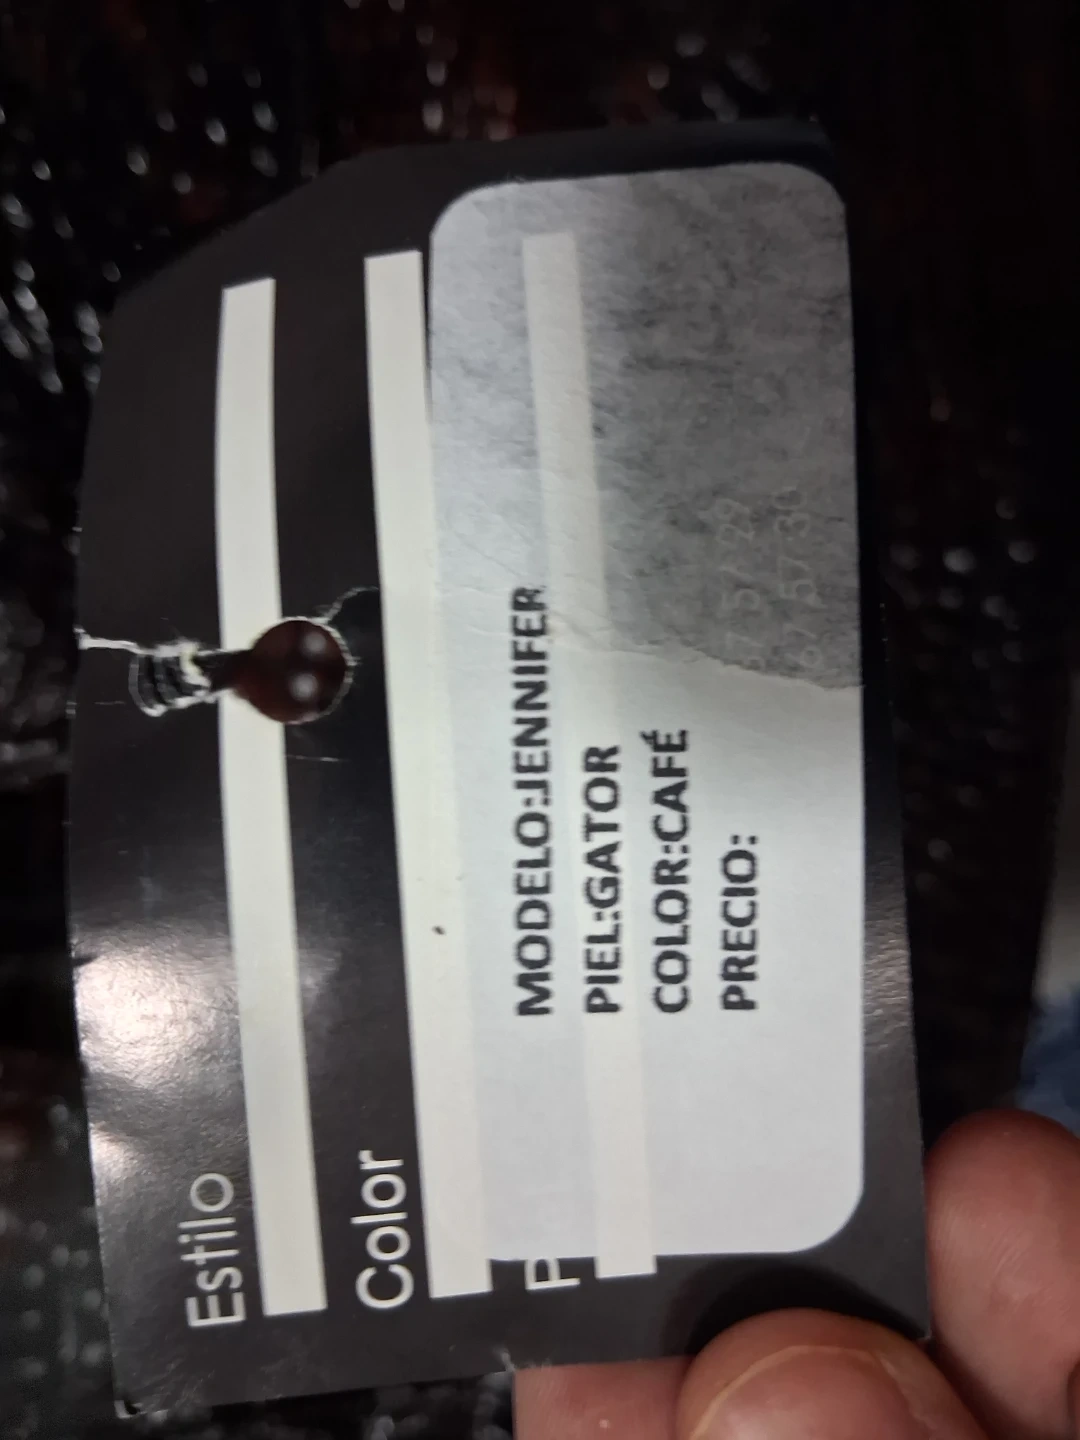 Estilo
Color
P
MODELO:JENNIFER
PIEL:GATOR
COLOR:CAFÉ
PRECIO: